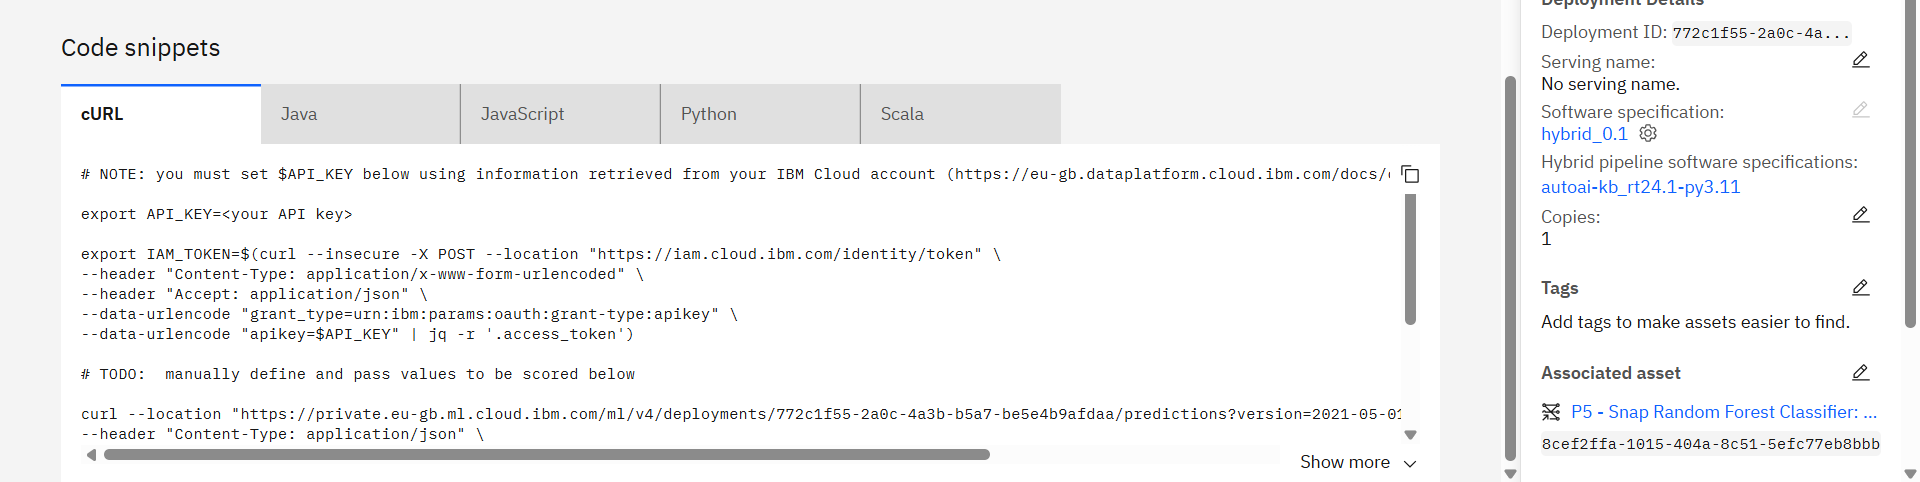 Code snippets
cURL
Java
JavaScript
Python
Scala
# NOTE: you must set $API_KEY below using information retrieved from your IBM Cloud account (https://eu-gb.dataplatform.cloud.ibm.com/docs/
export API_KEY=<your API key>
export IAM_TOKEN=$(curl --insecure -X POST --location "https://iam.cloud.ibm.com/identity/token" \
--header "Content-Type: application/x-www-form-urlencoded" \
--header "Accept: application/json" \
--data-urlencode "grant_type=urn:ibm:params:oauth:grant-type:apikey" \
--data-urlencode "apikey=$API_KEY" | jq -r '.access_token')
# TODO:  manually define and pass values to be scored below
curl --location "https://private.eu-gb.ml.cloud.ibm.com/ml/v4/deployments/772c1f55-2a0c-4a3b-b5a7-be5e4b9afdaa/predictions?version=2021-05-01
--header "Content-Type: application/json" \
Show more
Deployment Details
Deployment ID: 772c1f55-2a0c-4a...
Serving name:
No serving name.
Software specification:
hybrid_0.1
Hybrid pipeline software specifications:
autoai-kb_rt24.1-py3.11
Copies:
1
Tags
Add tags to make assets easier to find.
Associated asset
P5 - Snap Random Forest Classifier: ...
8cef2ffa-1015-404a-8c51-5efc77eb8bbb